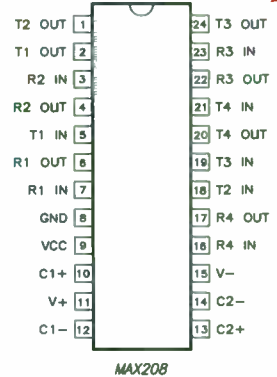 T2 OUT 1 24 T3 OUT
T1 OUT 2 23 R3 IN
R2 IN 3 22 R3 OUT
R2 OUT 4 21 T4 IN
T1 IN 5 20 T4 OUT
R1 OUT 6 19 T3 IN
R1 IN 7 18 T2 IN
GND 8 17 R4 OUT
VCC 9 16 R4 IN
C1+ 10 15 V-
V+ 11 14 C2-
C1- 12 13 C2+
MAX208